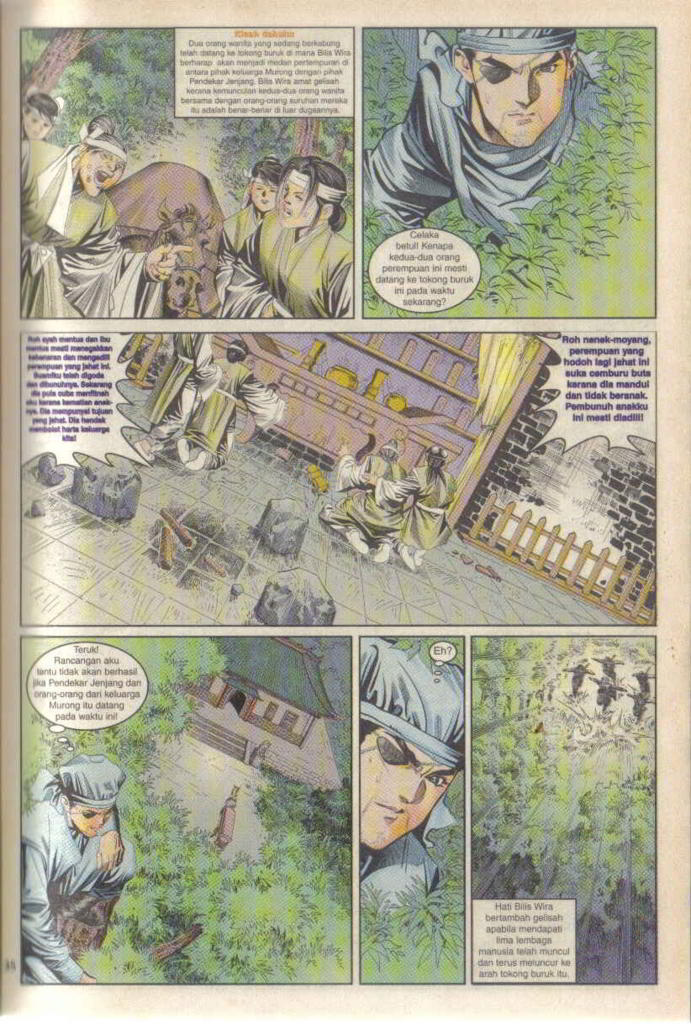 Kisah dahulu
Dua orang wanita yang sedang berkabung
telah datang ke tokong buruk di mana Bilis Wira
berharap akan menjadi medan pertempuran di
antara pihak keluarga Murong dengan pihak
Pendekar Jenjang. Bilis Wira amat gelisah
kerana kemunculan kedua-dua orang wanita
bersama dengan orang-orang suruhan mereka
itu adalah benar-benar di luar dugaannya.
Celaka
betul! Kenapa
kedua-dua orang
perempuan ini mesti
datang ke tokong buruk
ini pada waktu
sekarang?
Roh ayah mentua dan ibu
mentua mesti menegakkan
kebenaran dan mengadili
perempuan yang jahat ini.
Suamiku telah digoda
dan dibunuhnya. Sekarang
dia pula cuba memfitnah
aku kerana kematian anak-
nya. Dia mempunyai tujuan
yang jahat. Dia hendak
membolot harta keluarga
kita!
Roh nenek-moyang,
perempuan yang
hodoh lagi jahat ini
suka cemburu buta
karana dia mandul
dan tidak beranak.
Pembunuh anakku
ini mesti diadili!
Teruk!
Rancangan aku
tentu tidak akan berhasil
jika Pendekar Jenjang dan
orang-orang dari keluarga
Murong itu datang
pada waktu ini!
Eh?
Hati Bilis Wira
bertambah gelisah
apabila mendapati
lima lembaga
manusia telah muncul
dan terus meluncur ke
arah tokong buruk itu.